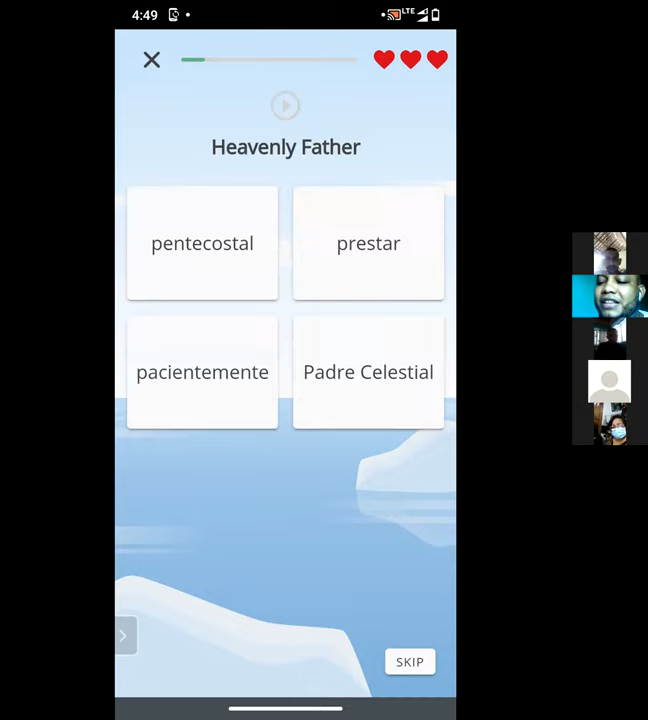 4:49
LTE
Heavenly Father
pentecostal
prestar
pacientemente
Padre Celestial
SKIP